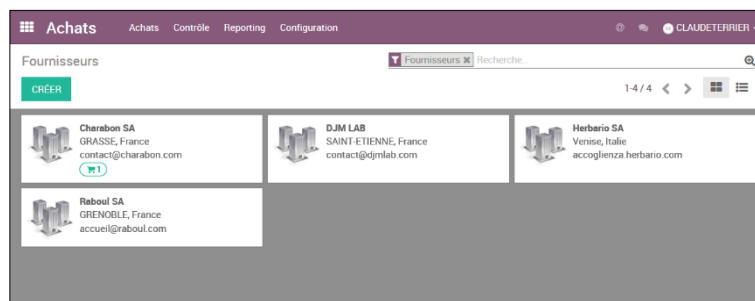 Achats Achats Contrôle Reporting Configuration @ CLAUDETERRIER
Fournisseurs Fournisseurs Recherche...
CRÉER 1-4 / 4
Charabon SA
GRASSE, France
contact@charabon.com
1
DJM LAB
SAINT-ETIENNE, France
contact@djmlab.com
Herbario SA
Venise, Italie
accoglienza.herbario.com
Raboul SA
GRENOBLE, France
accueil@raboul.com